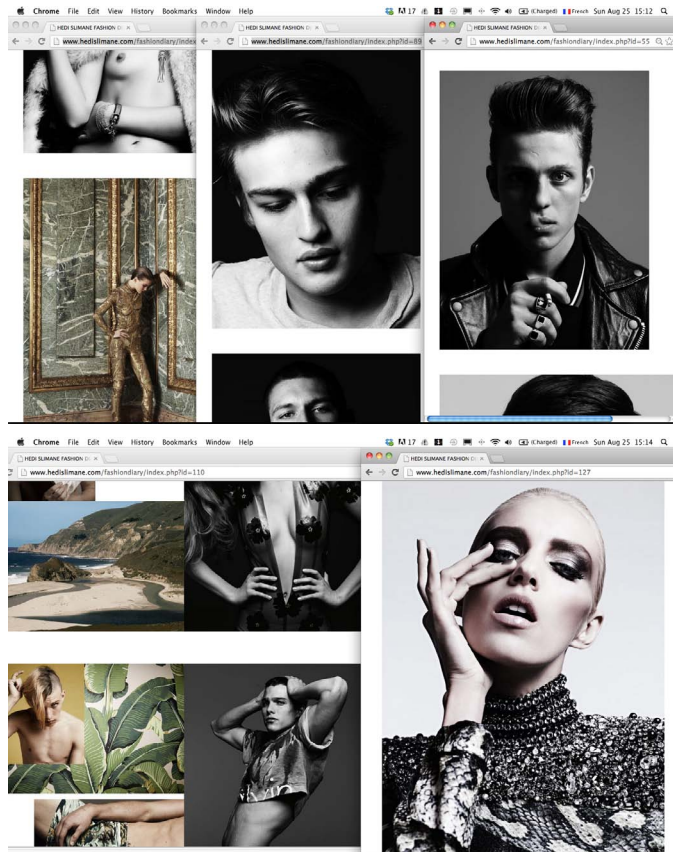 Chrome File Edit View History Bookmarks Window Help 17 (Charged) French Sun Aug 25 15:12
HEDI SLIMANE FASHION D
HEDI SLIMANE FASHION DI
HEDI SLIMANE FASHION DI
www.hedislimane.com/fashiondiary/index
www.hedislimane.com/fashiondiary/index.php?id=89
www.hedislimane.com/fashiondiary/index.php?id=55
Chrome File Edit View History Bookmarks Window Help 17 (Charged) French Sun Aug 25 15:14
HEDI SLIMANE FASHION DI
HEDI SLIMANE FASHION DI
www.hedislimane.com/fashiondiary/index.php?id=110
www.hedislimane.com/fashiondiary/index.php?id=127